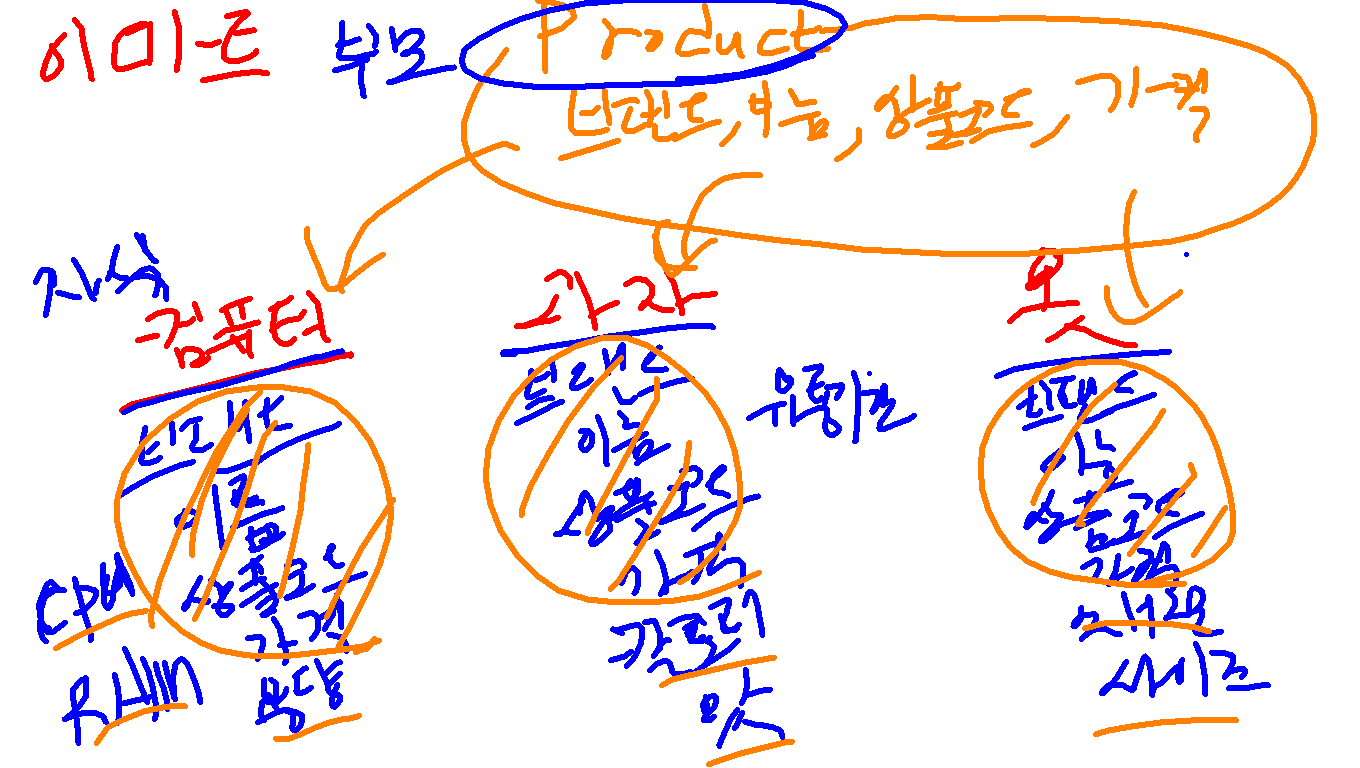 이마트 부모 Product
브랜드, 이름, 상품코드, 가격
자식
컴퓨터 과자 옷
브랜드 브랜드 브랜드
유통기한
이름 이름 이름
상품코드 상품코드 상품코드
가격 가격 가격
CPU
RAM
용량 칼로리
맛 사이즈